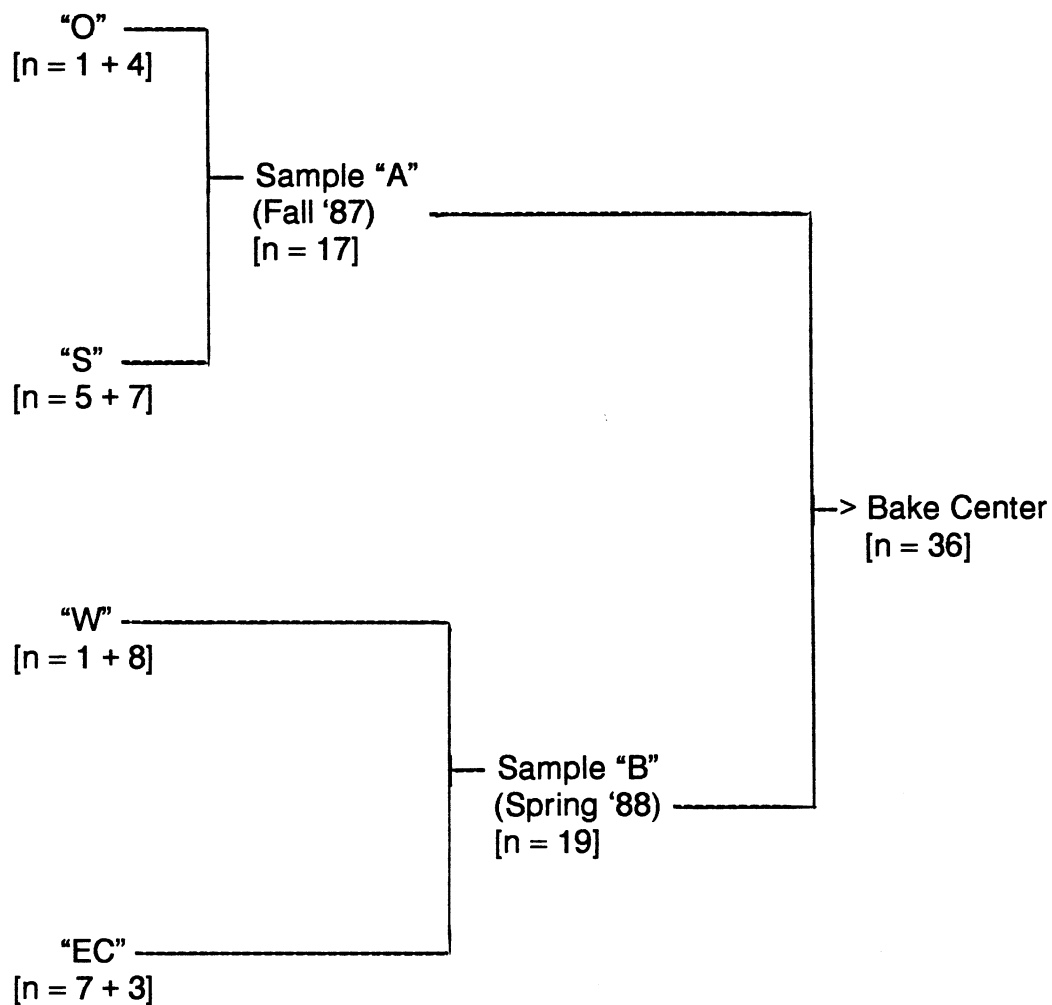 “O”
[n = 1 + 4]
Sample “A”
(Fall ‘87)
[n = 17]
“S”
[n = 5 + 7]
> Bake Center
[n = 36]
“W”
[n = 1 + 8]
Sample “B”
(Spring ‘88)
[n = 19]
“EC”
[n = 7 + 3]